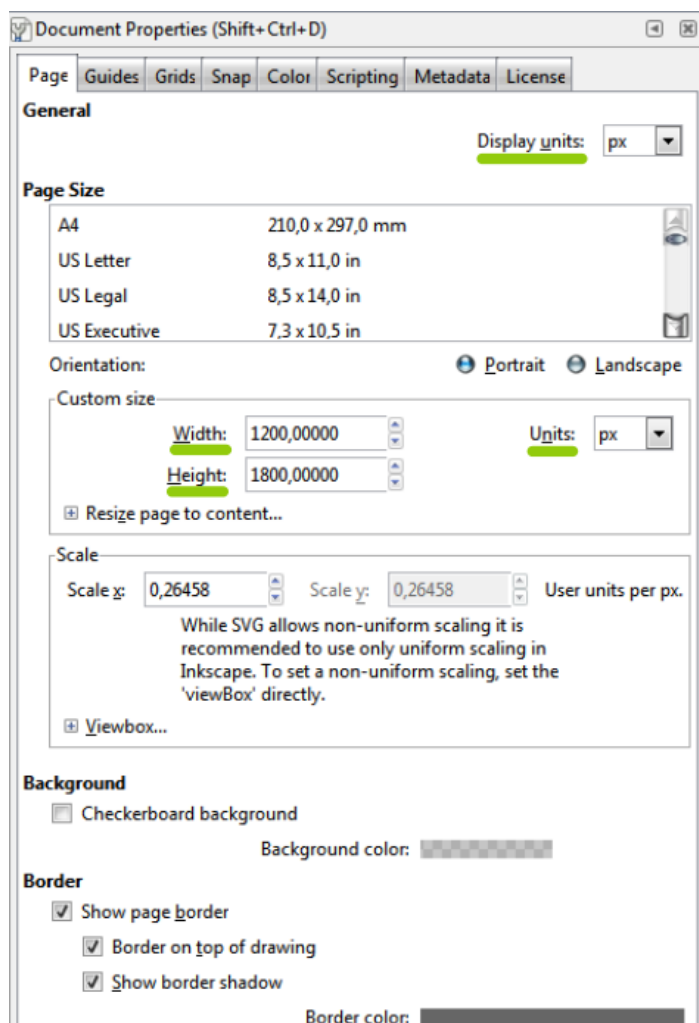 Document Properties (Shift+Ctrl+D)
Page Guides Grids Snap Color Scripting Metadata License
General
Display units: px
Page Size
A4 210,0 x 297,0 mm
US Letter 8,5 x 11,0 in
US Legal 8,5 x 14,0 in
US Executive 7,3 x 10,5 in
Orientation: Portrait Landscape
Custom size
Width: 1200,00000 Units: px
Height: 1800,00000
Resize page to content...
Scale
Scale x: 0,26458 Scale y: 0,26458 User units per px.
While SVG allows non-uniform scaling it is
recommended to use only uniform scaling in
Inkscape. To set a non-uniform scaling, set the
'viewBox' directly.
Viewbox...
Background
Checkerboard background
Background color:
Border
Show page border
Border on top of drawing
Show border shadow
Border color: